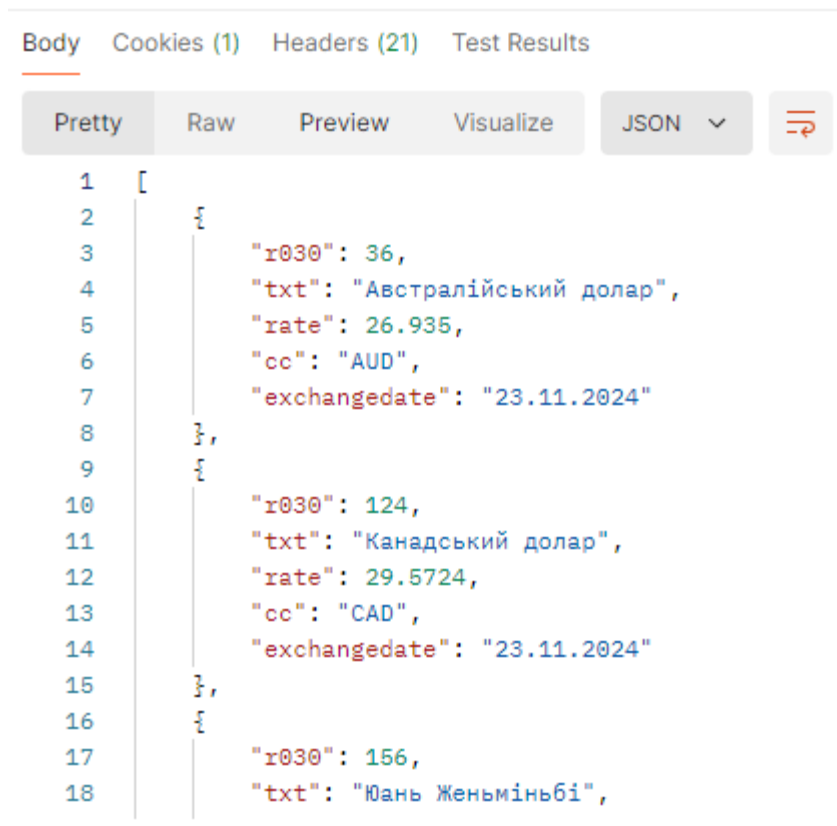 Body Cookies (1) Headers (21) Test Results
Pretty Raw Preview Visualize JSON
1 [
2 {
3 "r030": 36,
4 "txt": "Австралійський долар",
5 "rate": 26.935,
6 "cc": "AUD",
7 "exchangedate": "23.11.2024"
8 },
9 {
10 "r030": 124,
11 "txt": "Канадський долар",
12 "rate": 29.5724,
13 "cc": "CAD",
14 "exchangedate": "23.11.2024"
15 },
16 {
17 "r030": 156,
18 "txt": "Юань Женьміньбі",